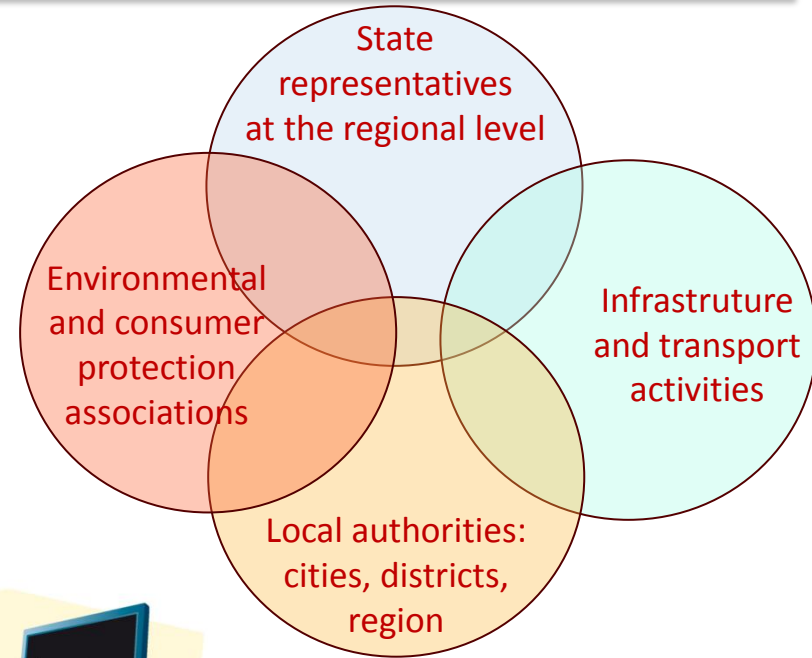 State
representatives
at the regional level
Environmental
and consumer
protection
associations
Infrastruture
and transport
activities
Local authorities:
cities, districts,
region